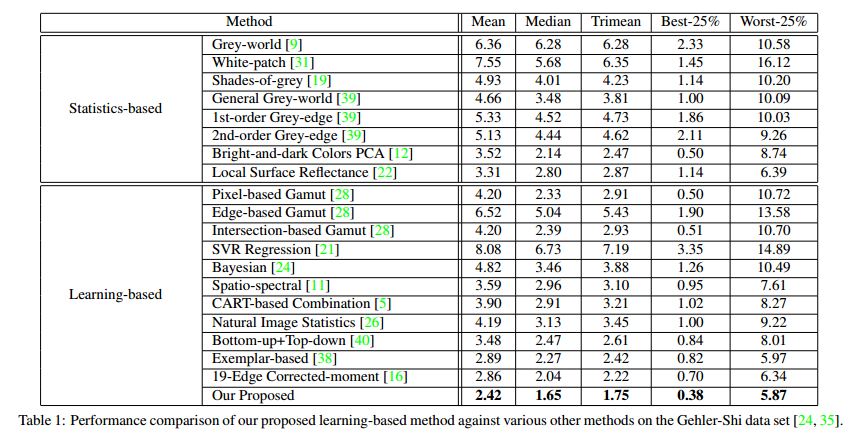 Method Mean Median Trimean Best-25% Worst-25%
Statistics-based
Grey-world [9] 6.36 6.28 6.28 2.33 10.58
White-patch [31] 7.55 5.68 6.35 1.45 16.12
Shades-of-grey [19] 4.93 4.01 4.23 1.14 10.20
General Grey-world [39] 4.66 3.48 3.81 1.00 10.09
1st-order Grey-edge [39] 5.33 4.52 4.73 1.86 10.03
2nd-order Grey-edge [39] 5.13 4.44 4.62 2.11 9.26
Bright-and-dark Colors PCA [12] 3.52 2.14 2.47 0.50 8.74
Local Surface Reflectance [22] 3.31 2.80 2.87 1.14 6.39
Learning-based
Pixel-based Gamut [28] 4.20 2.33 2.91 0.50 10.72
Edge-based Gamut [28] 6.52 5.04 5.43 1.90 13.58
Intersection-based Gamut [28] 4.20 2.39 2.93 0.51 10.70
SVR Regression [21] 8.08 6.73 7.19 3.35 14.89
Bayesian [24] 4.82 3.46 3.88 1.26 10.49
Spatio-spectral [11] 3.59 2.96 3.10 0.95 7.61
CART-based Combination [5] 3.90 2.91 3.21 1.02 8.27
Natural Image Statistics [26] 4.19 3.13 3.45 1.00 9.22
Bottom-up+Top-down [40] 3.48 2.47 2.61 0.84 8.01
Exemplar-based [38] 2.89 2.27 2.42 0.82 5.97
19-Edge Corrected-moment [16] 2.86 2.04 2.22 0.70 6.34
Our Proposed 2.42 1.65 1.75 0.38 5.87
Table 1: Performance comparison of our proposed learning-based method against various other methods on the Gehler-Shi data set [24, 35].